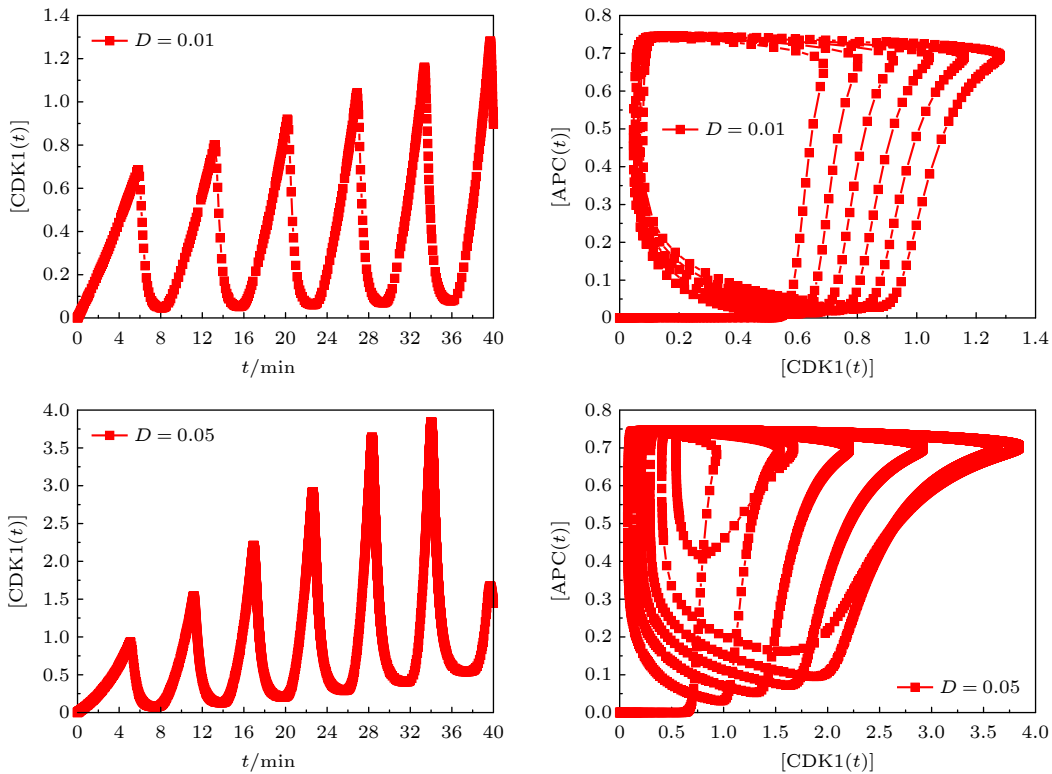 1.4
1.2
1.0
0.8
0.6
0.4
0.2
0
[CDK1(t)]
D = 0.01
0 4 8 12 16 20 24 28 32 36 40
t/min
0.8
0.7
0.6
0.5
0.4
0.3
0.2
0.1
0
[APC(t)]
D = 0.01
0 0.2 0.4 0.6 0.8 1.0 1.2 1.4
[CDK1(t)]
4.0
3.5
3.0
2.5
2.0
1.5
1.0
0.5
0
[CDK1(t)]
D = 0.05
0 4 8 12 16 20 24 28 32 36 40
t/min
0.8
0.7
0.6
0.5
0.4
0.3
0.2
0.1
0.0
[APC(t)]
D = 0.05
0 0.5 1.0 1.5 2.0 2.5 3.0 3.5 4.0
[CDK1(t)]